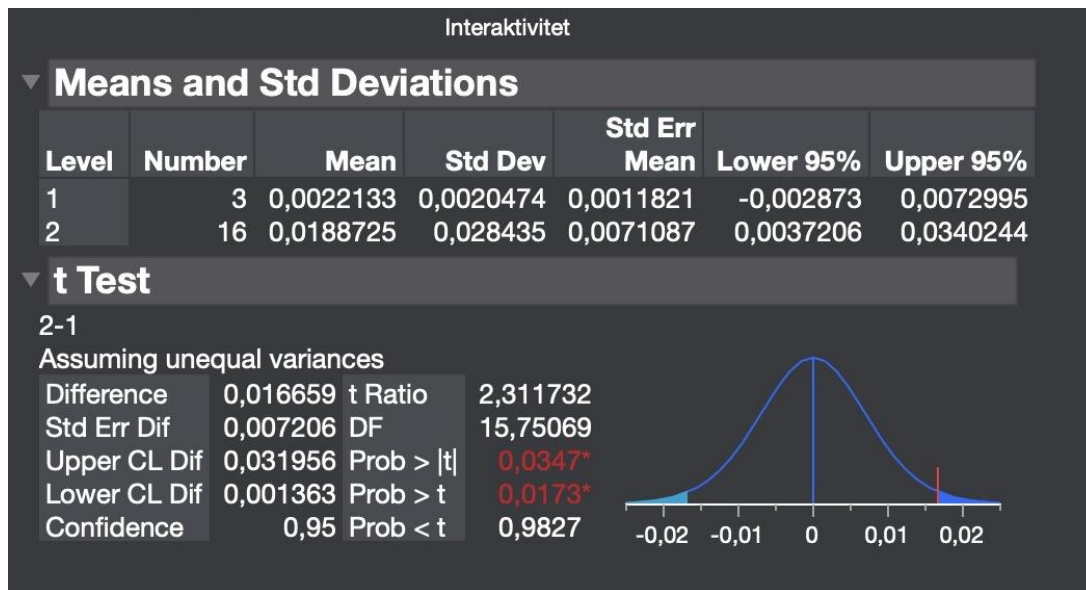 Interaktivitet
Means and Std Deviations
Std Err
Level Number Mean Std Dev Mean Lower 95% Upper 95%
1 3 0,0022133 0,0020474 0,0011821 -0,002873 0,0072995
2 16 0,0188725 0,028435 0,0071087 0,0037206 0,0340244
t Test
2-1
Assuming unequal variances
Difference 0,016659 t Ratio 2,311732
Std Err Dif 0,007206 DF 15,75069
Upper CL Dif 0,031956 Prob > |t| 0,0347*
Lower CL Dif 0,001363 Prob > t 0,0173*
Confidence 0,95 Prob < t 0,9827
-0,02 -0,01 0 0,01 0,02